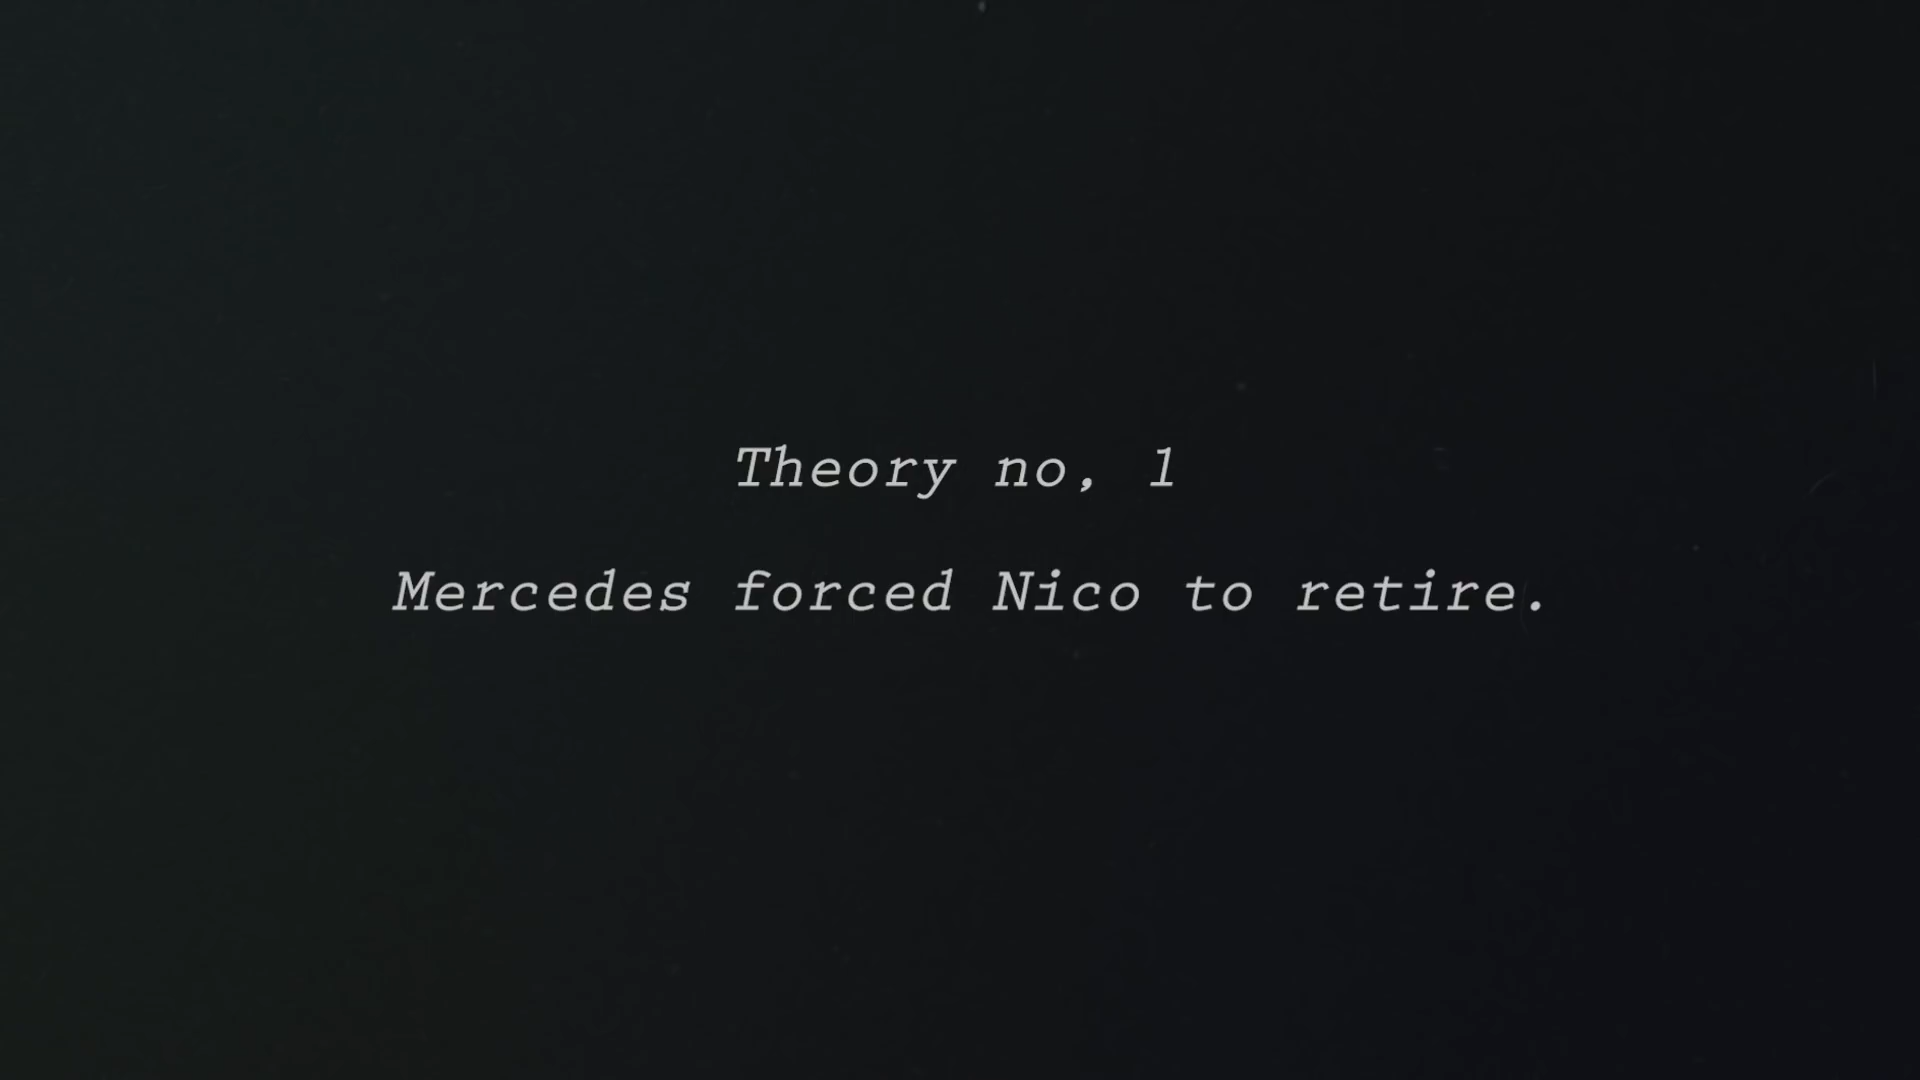 Theory no, 1
Mercedes forced Nico to retire.